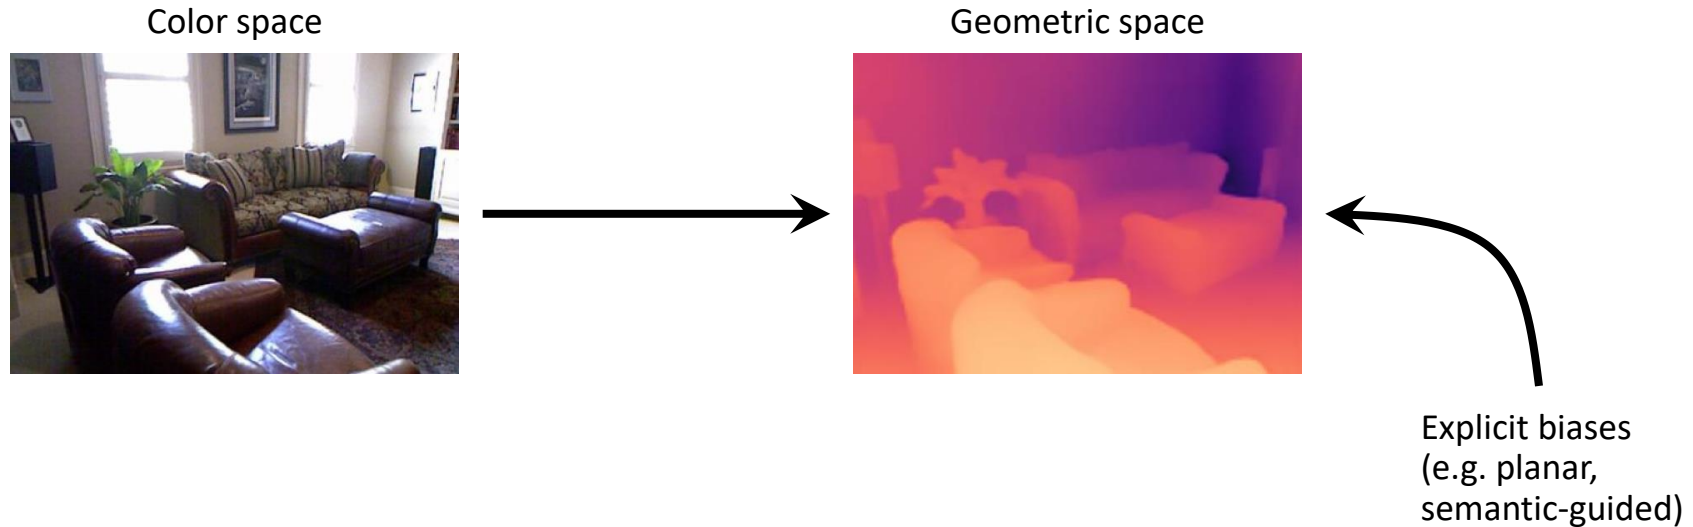 Color space
Geometric space
Explicit biases
(e.g. planar,
semantic-guided)